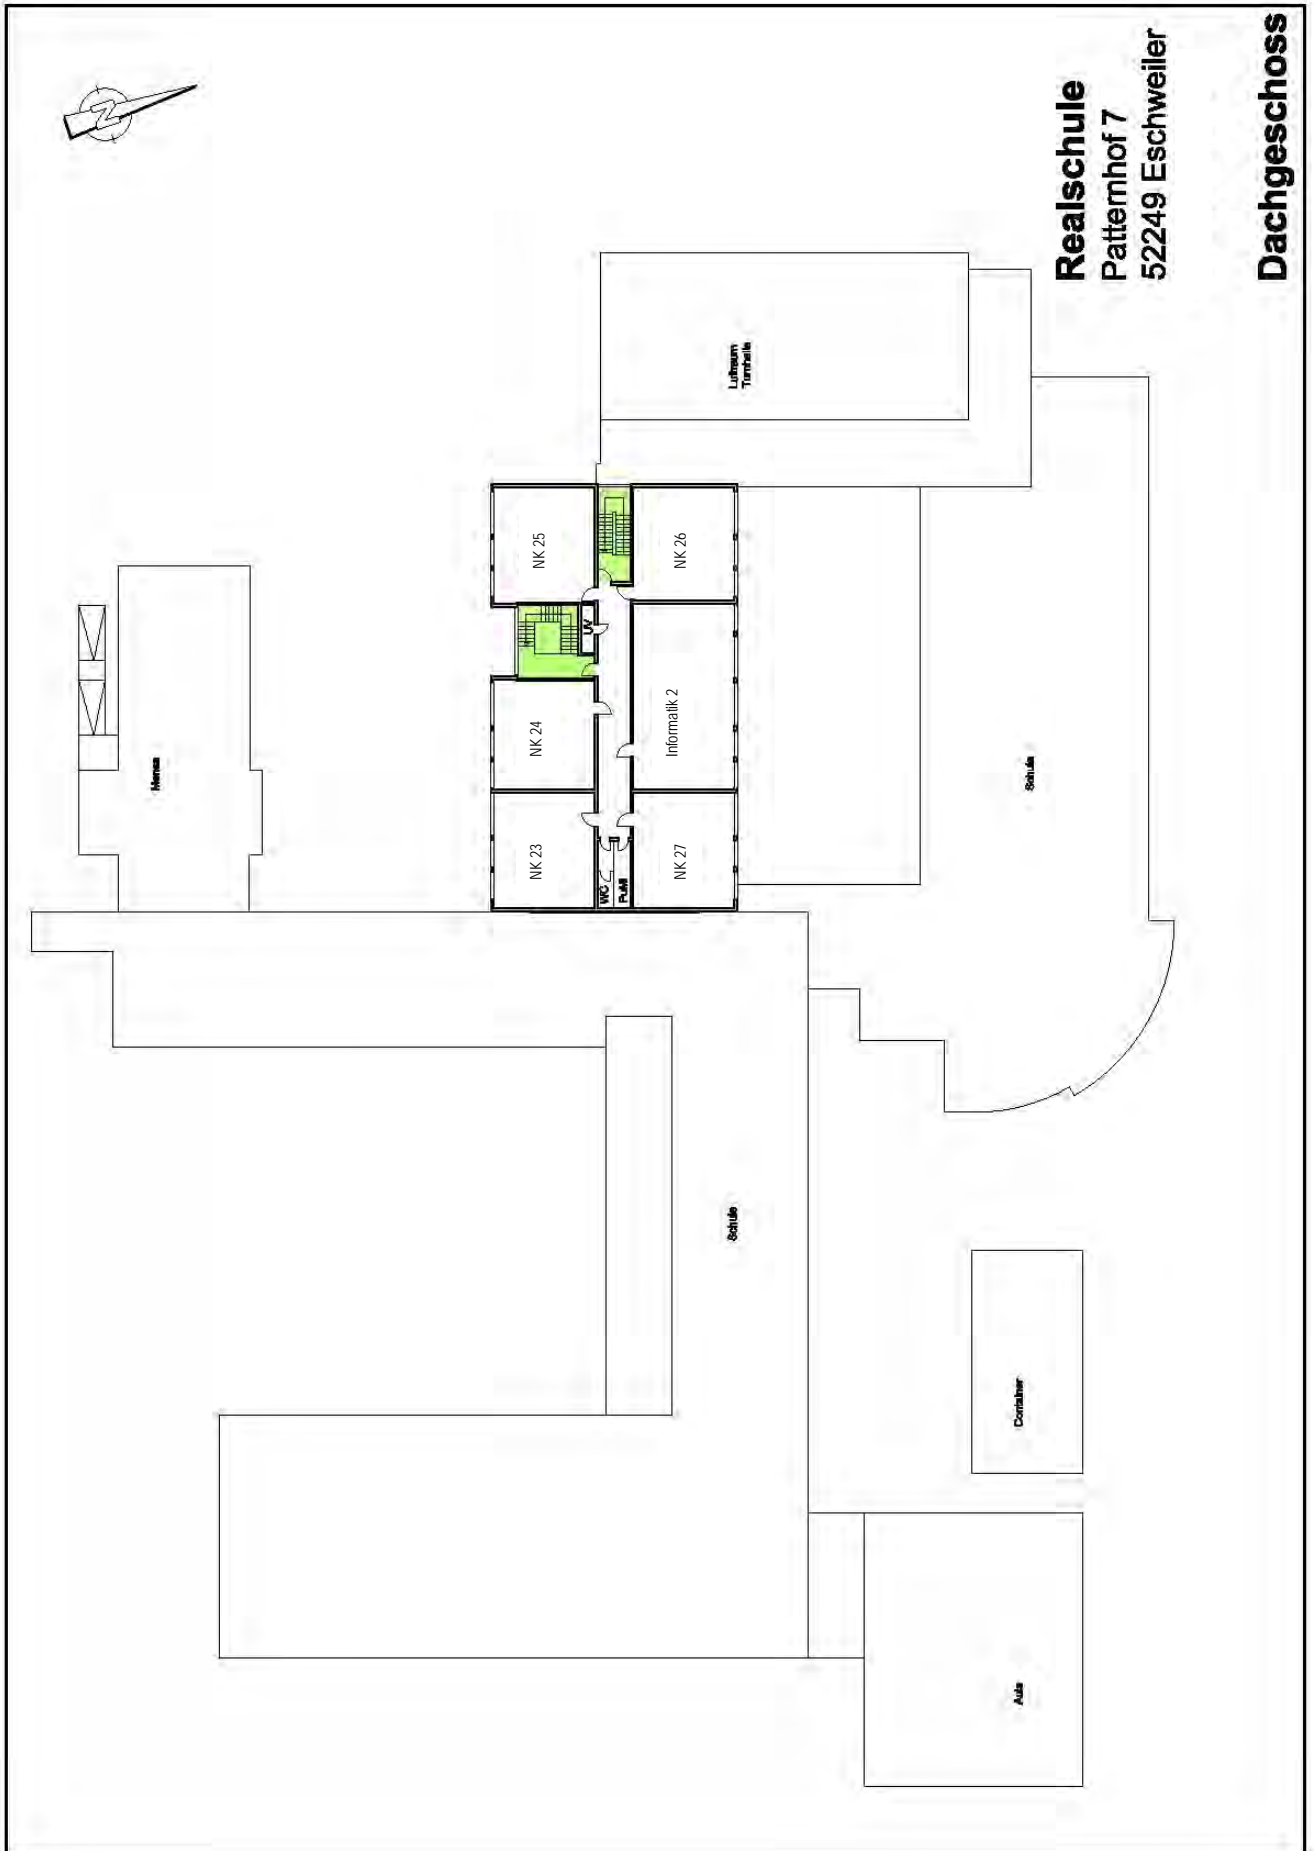 Realschule
Patternhof 7
52249 Eschweiler
Dachgeschoss
N
Luftraum
Turnhalle
NK 25
NK 26
UV
NK 24
Informatik 2
Mensa
Schule
NK 23
NK 27
WC
PuMi
Schule
Container
Aula